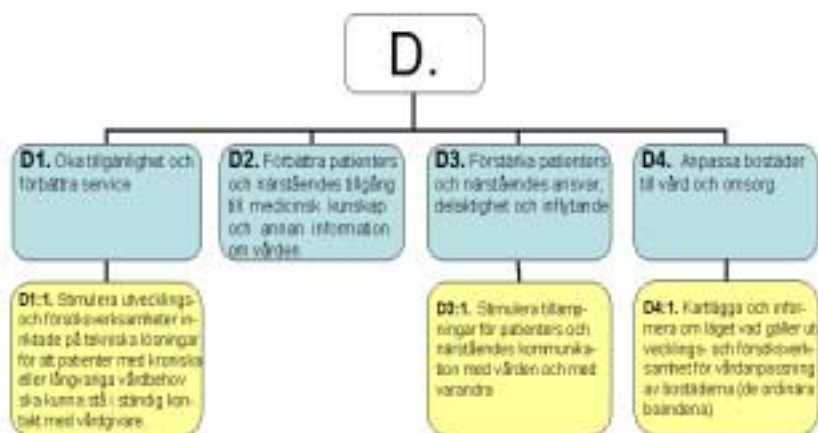 D.
D1. Öka tillgänglighet och
förbättra service
D2. Förbättra patienters
och närståendes tillgång
till medicinsk kunskap
och annan information
om vården
D3. Förstärka patienters
och närståendes ansvar,
delaktighet och inflytande
D4. Anpassa bostäder
till vård och omsorg
D1:1. Stimulera utvecklings-
och försöksverksamheter in-
riktade på tekniska lösningar
för att patienter med kroniska
eller långvariga vårdbehov
ska kunna stå i ständig kon-
takt med vårdgivare
D3:1. Stimulera tillämp-
ningar för patienters och
närståendes kommunika-
tion med vården och med
varandra
D4:1. Kartlägga och infor-
mera om läget vad gäller ut
vecklings- och försöksverk-
samhet för vårdanpassning
av bostäderna (de ordinära
boendena)